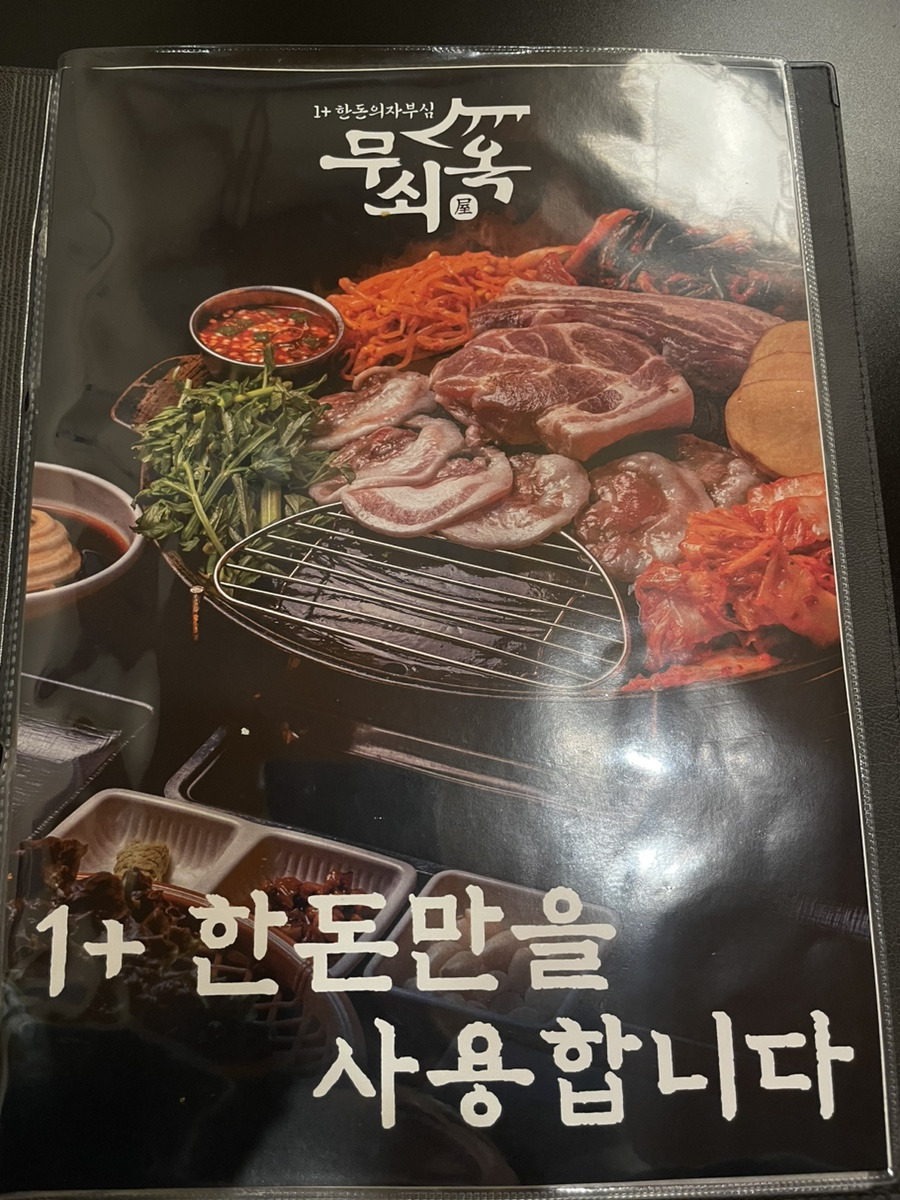 1+ 한돈의자부심
무쇠옥
屋
1+ 한돈만을
사용합니다